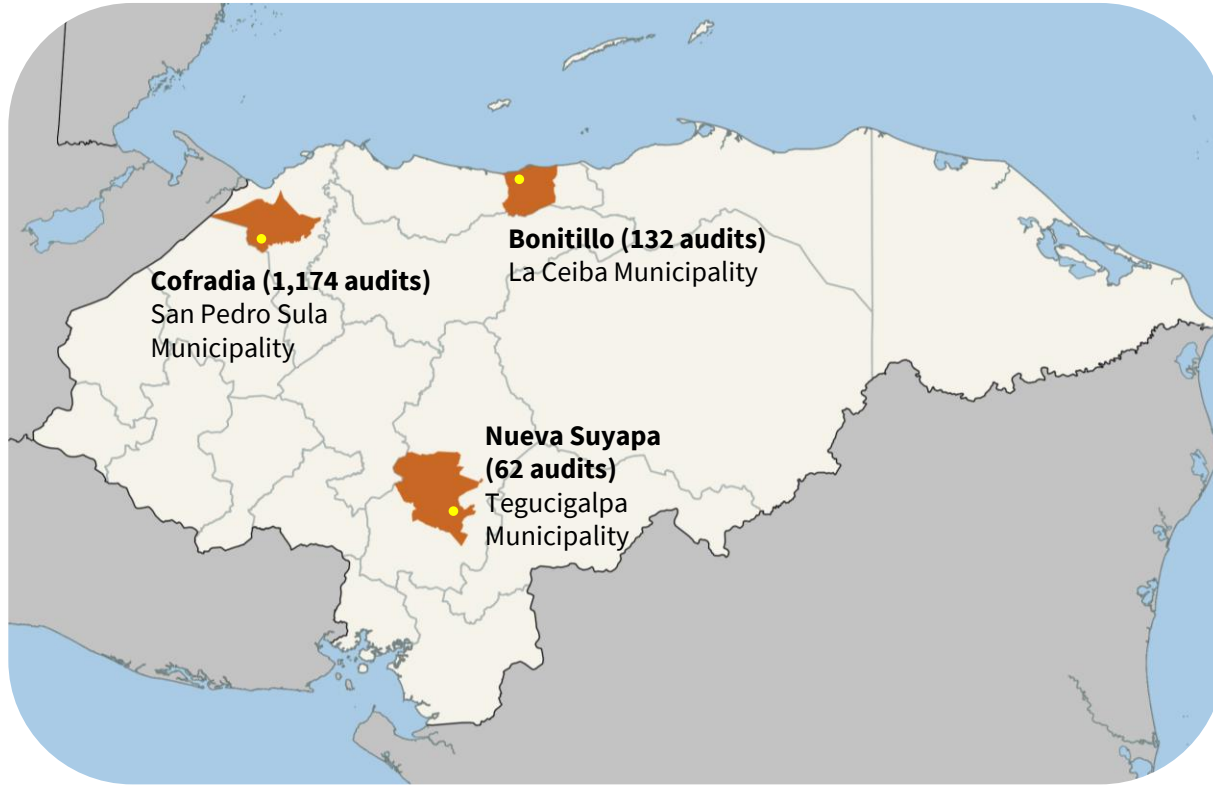 Bonitillo (132 audits)
La Ceiba Municipality
Cofradia (1,174 audits)
San Pedro Sula
Municipality
Nueva Suyapa
(62 audits)
Tegucigalpa
Municipality